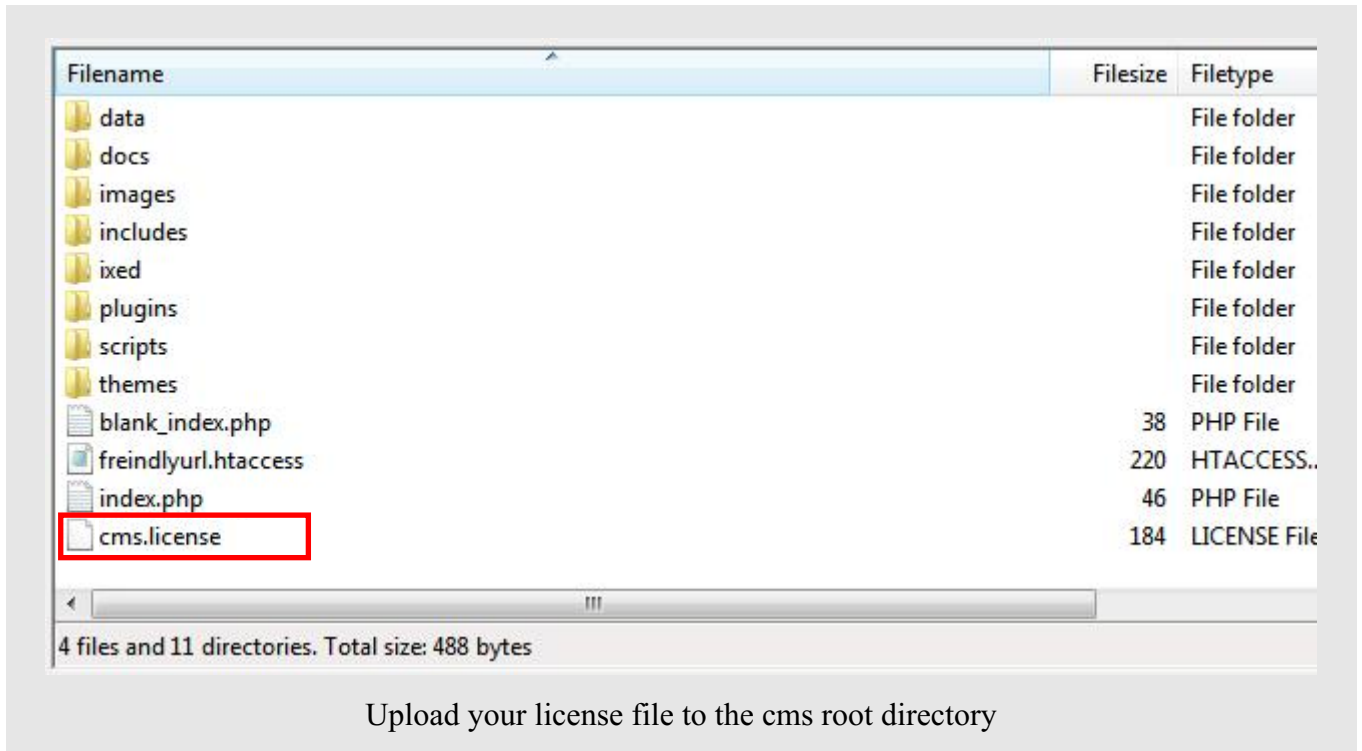 Filename Filesize Filetype
data File folder
docs File folder
images File folder
includes File folder
ixed File folder
plugins File folder
scripts File folder
themes File folder
blank_index.php 38 PHP File
freindlyurl.htaccess 220 HTACCESS..
index.php 46 PHP File
cms.license 184 LICENSE File
4 files and 11 directories. Total size: 488 bytes
Upload your license file to the cms root directory